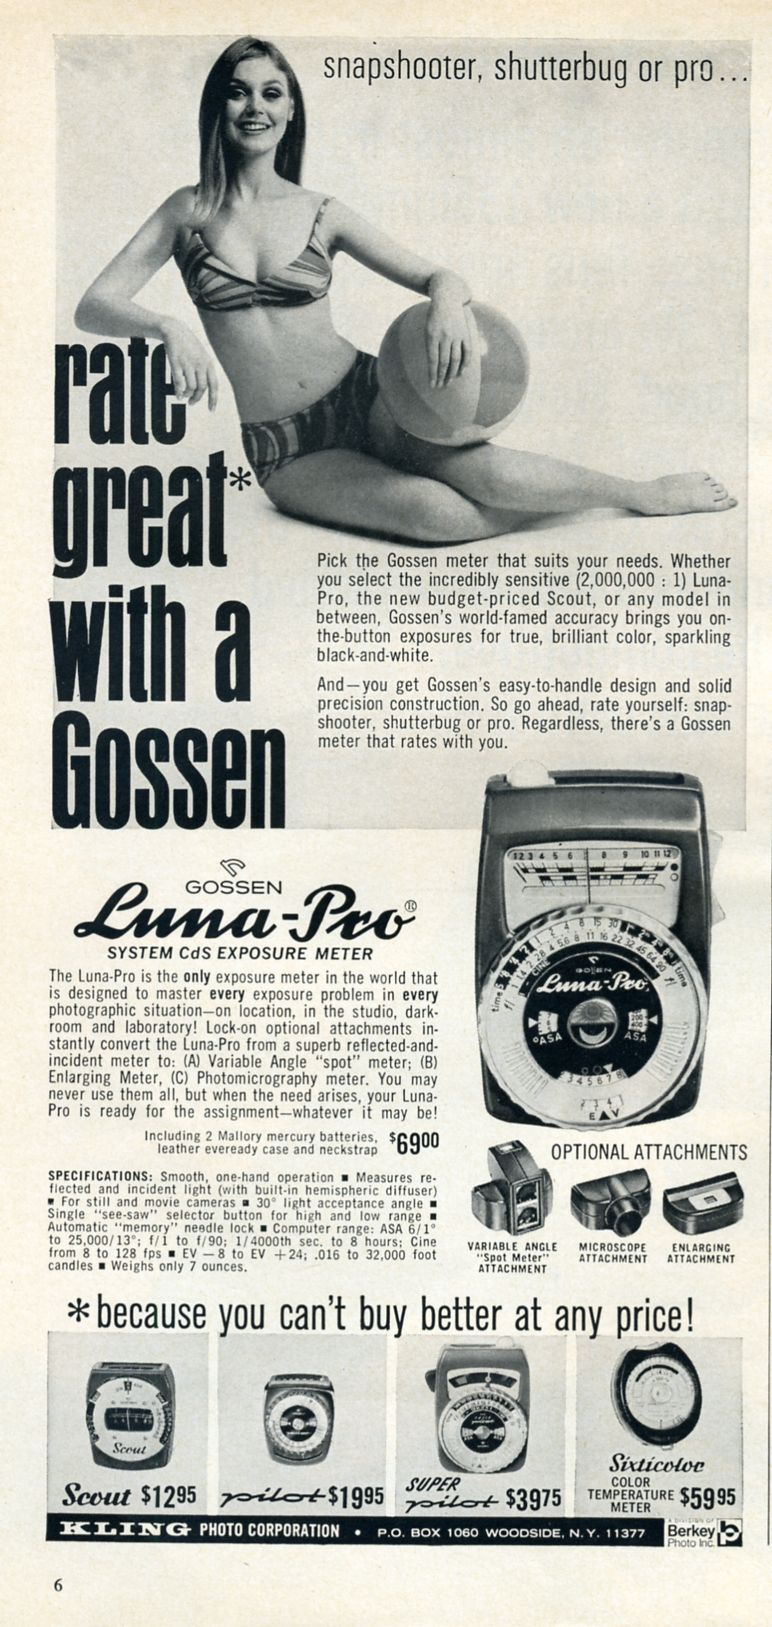 snapshooter, shutterbug or pro...
rate
great*
with a
Gossen
Pick the Gossen meter that suits your needs. Whether
you select the incredibly sensitive (2,000,000 : 1) Luna-
Pro, the new budget-priced Scout, or any model in
between, Gossen's world-famed accuracy brings you on-
the-button exposures for true, brilliant color, sparkling
black-and-white.
And—you get Gossen's easy-to-handle design and solid
precision construction. So go ahead, rate yourself: snap-
shooter, shutterbug or pro. Regardless, there's a Gossen
meter that rates with you.
GOSSEN
Luna-Pro®
SYSTEM CdS EXPOSURE METER
The Luna-Pro is the only exposure meter in the world that
is designed to master every exposure problem in every
photographic situation—on location, in the studio, dark-
room and laboratory! Lock-on optional attachments in-
stantly convert the Luna-Pro from a superb reflected-and-
incident meter to: (A) Variable Angle "spot" meter; (B)
Enlarging Meter, (C) Photomicrography meter. You may
never use them all, but when the need arises, your Luna-
Pro is ready for the assignment—whatever it may be!
Including 2 Mallory mercury batteries,
leather eveready case and neckstrap $6900
SPECIFICATIONS: Smooth, one-hand operation ■ Measures re-
flected and incident light (with built-in hemispheric diffuser)
■ For still and movie cameras ■ 30° light acceptance angle ■
Single "see-saw" selector button for high and low range ■
Automatic "memory" needle lock ■ Computer range: ASA 6/1°
to 25,000/13°; f/1 to f/90; 1/4000th sec. to 8 hours; Cine
from 8 to 128 fps ■ EV —8 to EV +24; .016 to 32,000 foot
candles ■ Weighs only 7 ounces.
GOSSEN
Luna-Pro
time
CINE
ASA
ASA
EAV
OPTIONAL ATTACHMENTS
VARIABLE ANGLE
"Spot Meter"
ATTACHMENT
MICROSCOPE
ATTACHMENT
ENLARGING
ATTACHMENT
*because you can't buy better at any price!
Scout
Scout $1295
pilot $1995
SUPER
pilot $3975
Sixticolor
COLOR
TEMPERATURE
METER $5995
KLING PHOTO CORPORATION • P.O. BOX 1060 WOODSIDE, N.Y. 11377
A DIVISION OF
Berkey
Photo Inc.
6